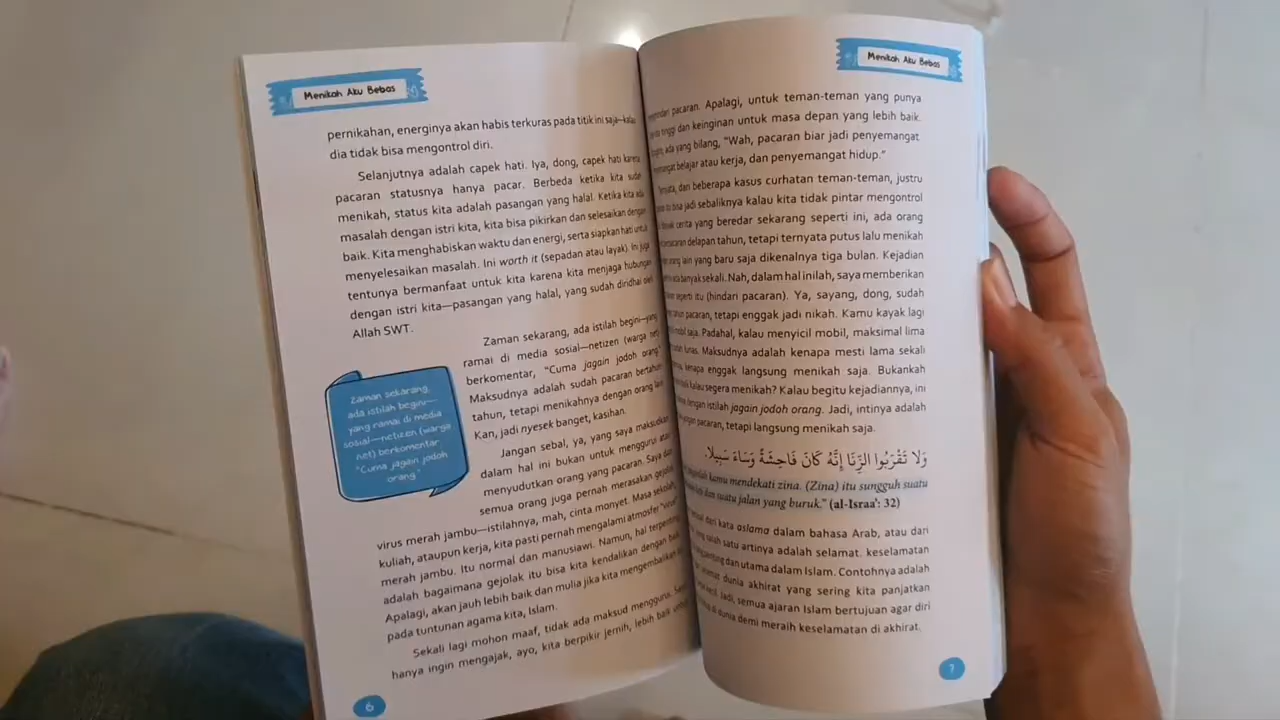 Menikah Aku Bebas
pernikahan, energinya akan habis terkuras pada titik ini saja—kalau
dia tidak bisa mengontrol diri.
Selanjutnya adalah capek hati. Iya, dong, capek hati karena
pacaran statusnya hanya pacar. Berbeda ketika kita sudah
menikah, status kita adalah pasangan yang halal. Ketika kita ada
masalah dengan istri kita, kita bisa pikirkan dan selesaikan dengan
baik. Kita menghabiskan waktu dan energi, serta siapkan hati untuk
menyelesaikan masalah. Ini worth it (sepadan atau layak). Ini juga
tentunya bermanfaat untuk kita karena kita menjaga hubungan
dengan istri kita—pasangan yang halal, yang sudah diridhai oleh
Allah SWT.
Zaman sekarang, ada istilah begini—yang
ramai di media sosial—netizen (warga net)
berkomentar, "Cuma jagain jodoh orang."
Maksudnya adalah sudah pacaran bertahun
tahun, tetapi menikahnya dengan orang lain.
Kan, jadi nyesek banget, kasihan.
Zaman sekarang,
ada istilah begini—
yang ramai di media
sosial—netizen (warga
net) berkomentar
"Cuma jagain jodoh
orang"
Jangan sebal, ya, yang saya maksudkan
dalam hal ini bukan untuk menggurui atau
menyudutkan orang yang pacaran. Saya dan
semua orang juga pernah merasakan gejolak
virus merah jambu—istilahnya, mah, cinta monyet. Masa sekolah,
kuliah, ataupun kerja, kita pasti pernah mengalami atmosfer "virus"
merah jambu. Itu normal dan manusiawi. Namun, hal terpenting
adalah bagaimana gejolak itu bisa kita kendalikan dengan baik.
Apalagi, akan jauh lebih baik dan mulia jika kita mengembalikan
pada tuntunan agama kita, Islam.
Sekali lagi mohon maaf, tidak ada maksud menggurui. Saya
hanya ingin mengajak, ayo, kita berpikir jernih, lebih baik untuk
6
Menikah Aku Bebas
pacaran. Apalagi, untuk teman-teman yang punya
tinggi dan keinginan untuk masa depan yang lebih baik.
ada yang bilang, "Wah, pacaran biar jadi penyemangat
belajar atau kerja, dan penyemangat hidup."
dari beberapa kasus curhatan teman-teman, justru
bisa jadi sebaliknya kalau kita tidak pintar mengontrol
cerita yang beredar sekarang seperti ini, ada orang
delapan tahun, tetapi ternyata putus lalu menikah
orang lain yang baru saja dikenalnya tiga bulan. Kejadian
banyak sekali. Nah, dalam hal inilah, saya memberikan
seperti itu (hindari pacaran). Ya, sayang, dong, sudah
tahun pacaran, tetapi enggak jadi nikah. Kamu kayak lagi
mobil saja. Padahal, kalau menyicil mobil, maksimal lima
lunas. Maksudnya adalah kenapa mesti lama sekali
kenapa enggak langsung menikah saja. Bukankah
kalau segera menikah? Kalau begitu kejadiannya, ini
dengan istilah jagain jodoh orang. Jadi, intinya adalah
pacaran, tetapi langsung menikah saja.
وَلَا تَقْرَبُوا الزِّنَا إِنَّهُ كَانَ فَاحِشَةً وَسَاءَ سَبِيلًا
kamu mendekati zina. (Zina) itu sungguh suatu
dan suatu jalan yang buruk." (al-Israa': 32)
dari kata aslama dalam bahasa Arab, atau dari
salah satu artinya adalah selamat. keselamatan
dan utama dalam Islam. Contohnya adalah
selamat dunia akhirat yang sering kita panjatkan
Jadi, semua ajaran Islam bertujuan agar diri
di dunia demi meraih keselamatan di akhirat.
7